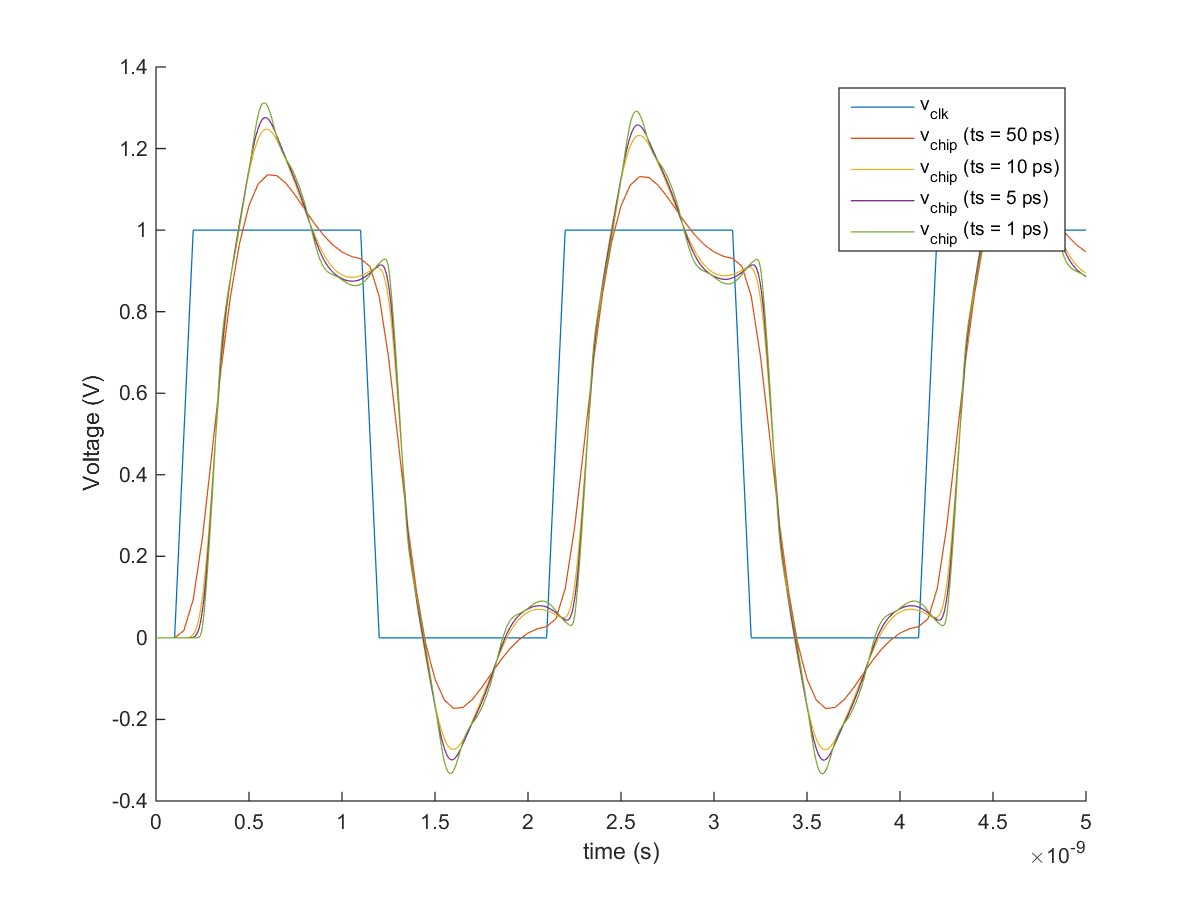 1.4
1.2
1
0.8
0.6
0.4
0.2
0
-0.2
-0.4
Voltage (V)
v_clk
v_chip (ts = 50 ps)
v_chip (ts = 10 ps)
v_chip (ts = 5 ps)
v_chip (ts = 1 ps)
0 0.5 1 1.5 2 2.5 3 3.5 4 4.5 5
time (s)
×10^-9